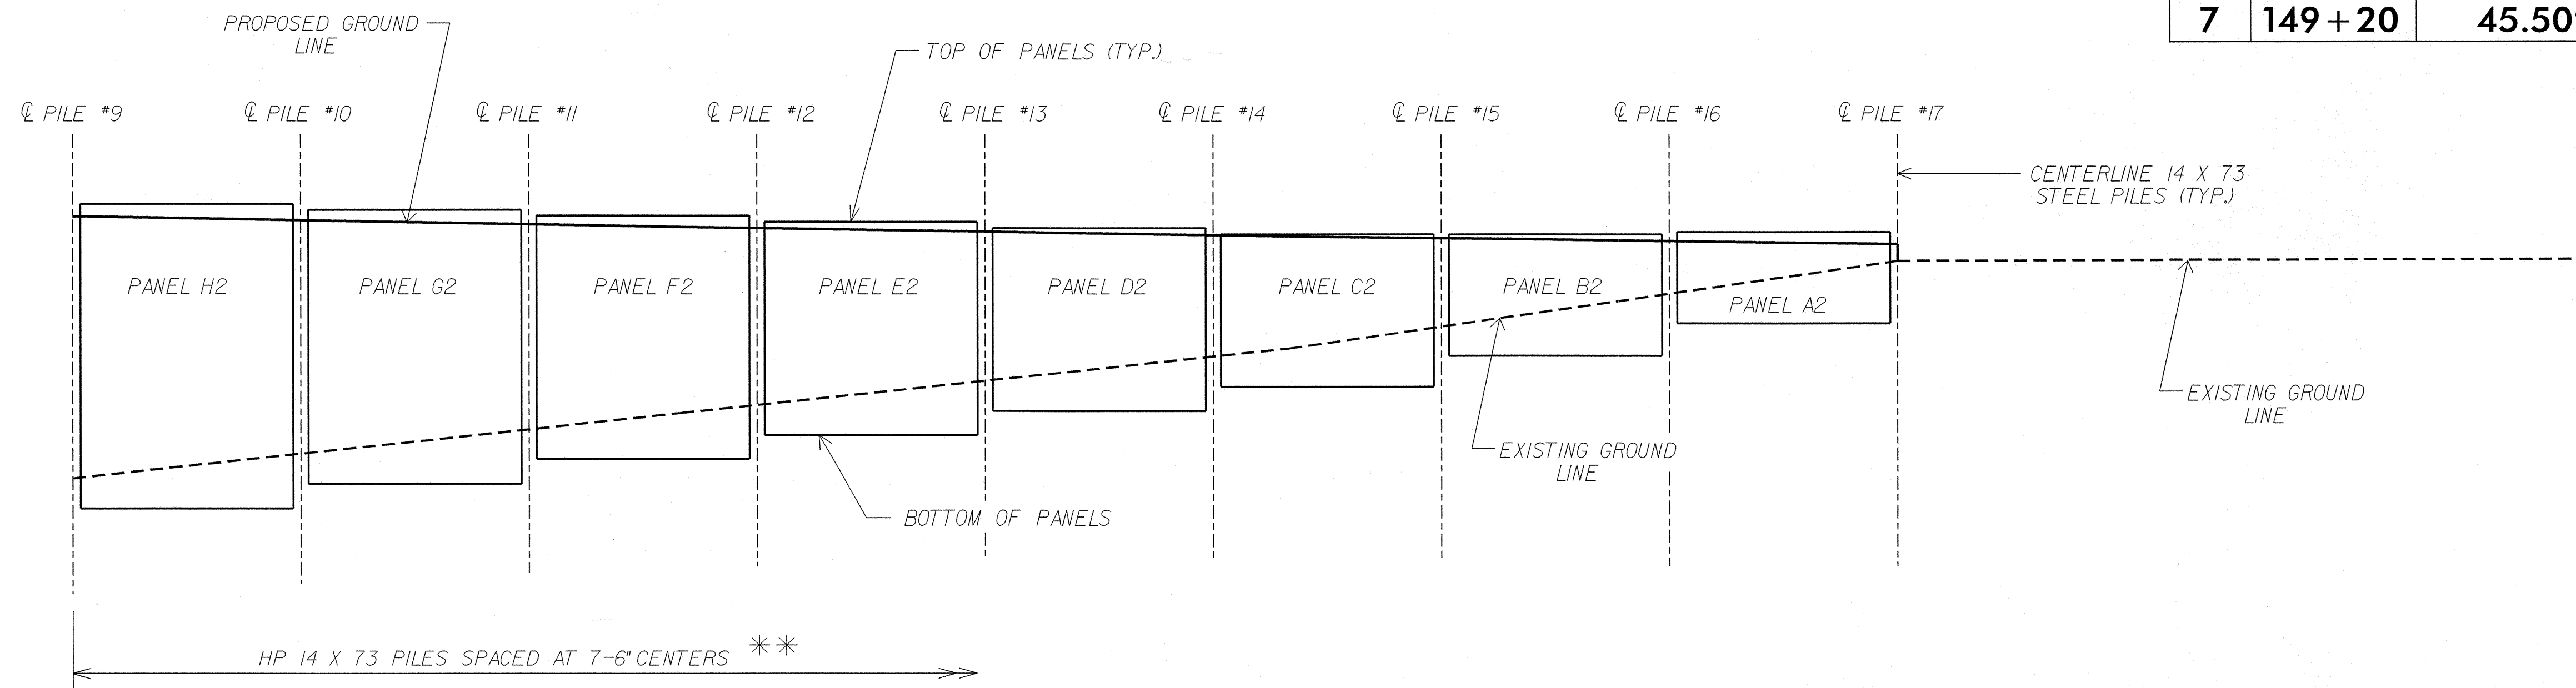 7 149+20 45.50
PROPOSED GROUND
LINE
TOP OF PANELS (TYP.)
℄ PILE #9 ℄ PILE #10 ℄ PILE #11 ℄ PILE #12 ℄ PILE #13 ℄ PILE #14 ℄ PILE #15 ℄ PILE #16 ℄ PILE #17
CENTERLINE 14 X 73
STEEL PILES (TYP.)
PANEL H2 PANEL G2 PANEL F2 PANEL E2 PANEL D2 PANEL C2 PANEL B2
PANEL A2
EXISTING GROUND
LINE
EXISTING GROUND
LINE
BOTTOM OF PANELS
HP 14 X 73 PILES SPACED AT 7-6" CENTERS **